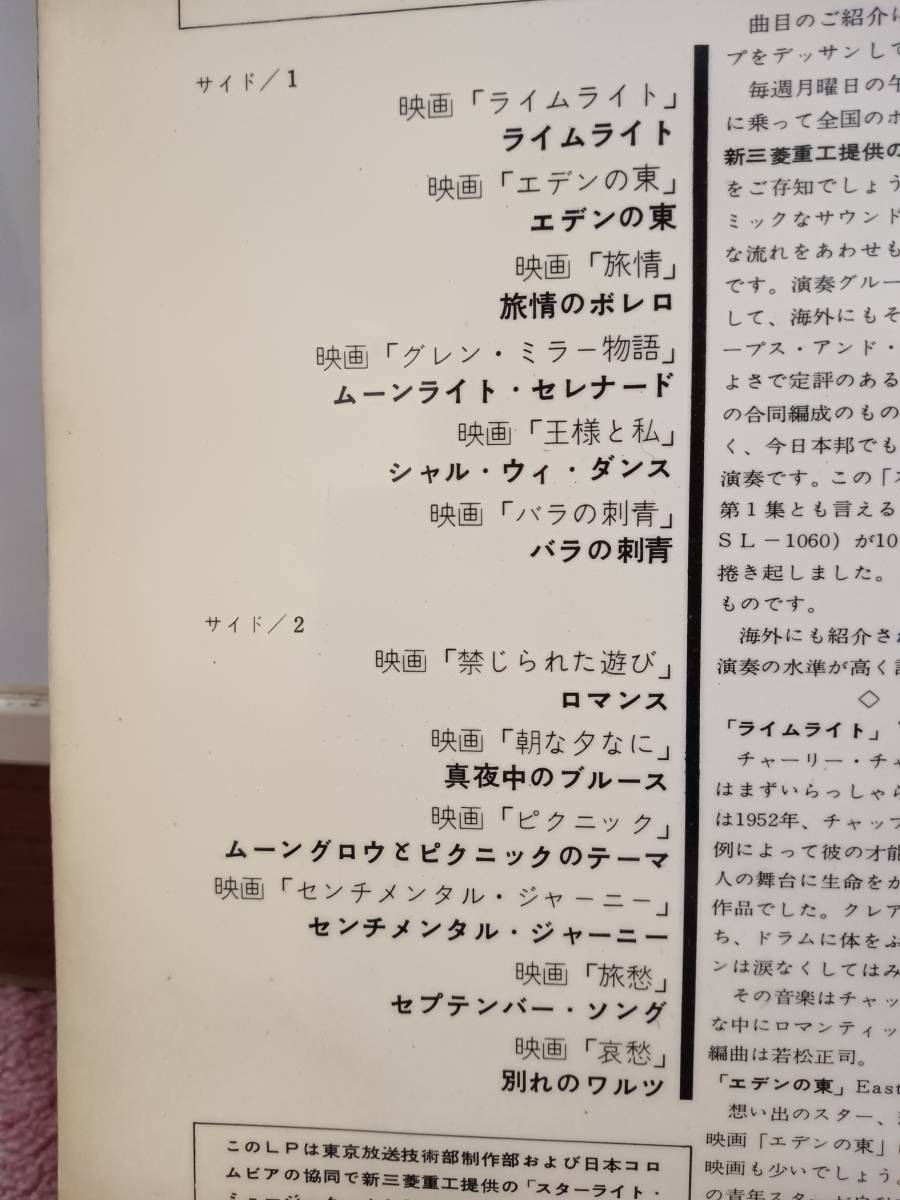 サイド/1
映画「ライムライト」
ライムライト
映画「エデンの東」
エデンの東
映画「旅情」
旅情のボレロ
映画「グレン・ミラー物語」
ムーンライト・セレナード
映画「王様と私」
シャル・ウィ・ダンス
映画「バラの刺青」
バラの刺青
サイド/2
映画「禁じられた遊び」
ロマンス
映画「朝な夕なに」
真夜中のブルース
映画「ピクニック」
ムーングロウとピクニックのテーマ
映画「センチメンタル・ジャーニー」
センチメンタル・ジャーニー
映画「旅愁」
セプテンバー・ソング
映画「哀愁」
別れのワルツ
このLPは東京放送技術部制作部および日本コロ
ムビアの協同で新三菱重工提供の「スターライト・
曲目のご紹介に
プをデッサンして
毎週月曜日の午
に乗って全国のホ
新三菱重工提供の
をご存知でしょう
ミックなサウンド
な流れをあわせも
です。演奏グルー
して、海外にもそ
ープス・アンド・
よさで定評のある
の合同編成のもの
く、今日本邦でも
演奏です。この「ス
第1集とも言える
SL-1060)が10
捲き起しました。
ものです。
海外にも紹介さ
演奏の水準が高く
◇
「ライムライト」
チャーリー・チャ
はまずいらっしゃら
は1952年、チャップ
例によって彼の才能
人の舞台に生命をか
作品でした。クレア
ち、ドラムに体をぶ
ンは涙なくしてはみ
その音楽はチャッ
な中にロマンティッ
編曲は若松正司。
「エデンの東」East
想い出のスター、
映画「エデンの東」
映画も少いでしょう。